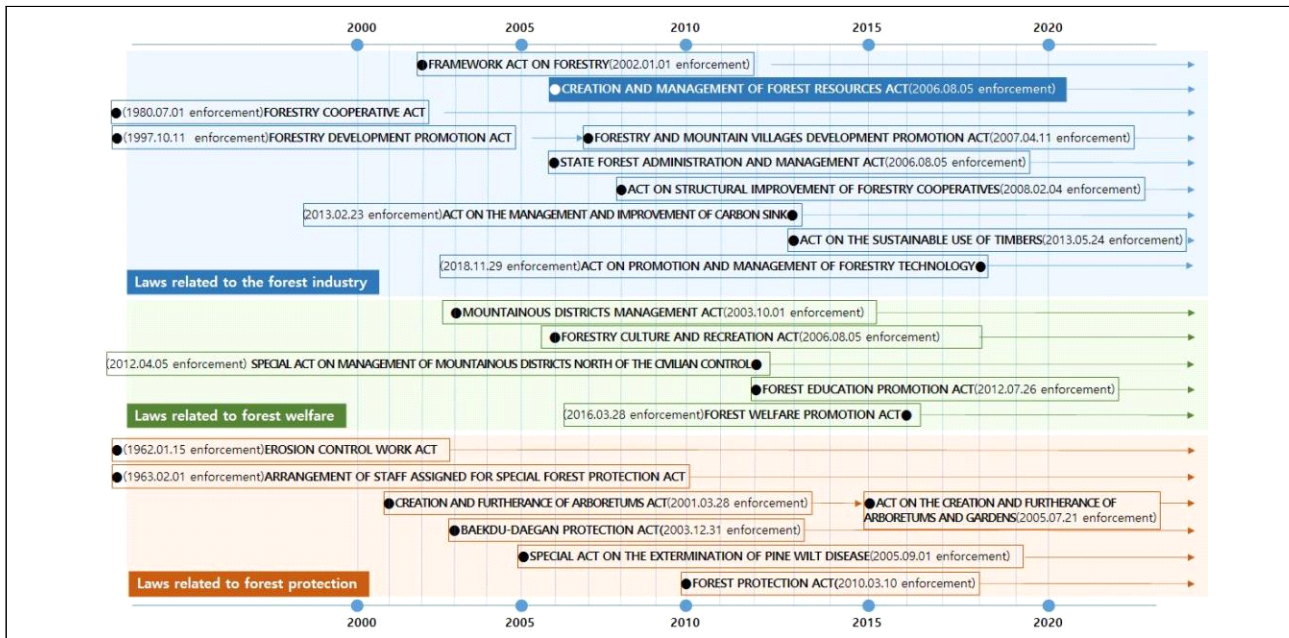 2000 2005 2010 2015 2020
FRAMEWORK ACT ON FORESTRY(2002.01.01 enforcement)
CREATION AND MANAGEMENT OF FOREST RESOURCES ACT(2006.08.05 enforcement)
(1980.07.01 enforcement)FORESTRY COOPERATIVE ACT
(1997.10.11 enforcement)FORESTRY DEVELOPMENT PROMOTION ACT FORESTRY AND MOUNTAIN VILLAGES DEVELOPMENT PROMOTION ACT(2007.04.11 enforcement)
STATE FOREST ADMINISTRATION AND MANAGEMENT ACT(2006.08.05 enforcement)
ACT ON STRUCTURAL IMPROVEMENT OF FORESTRY COOPERATIVES(2008.02.04 enforcement)
(2013.02.23 enforcement)ACT ON THE MANAGEMENT AND IMPROVEMENT OF CARBON SINK
ACT ON THE SUSTAINABLE USE OF TIMBERS(2013.05.24 enforcement)
(2018.11.29 enforcement)ACT ON PROMOTION AND MANAGEMENT OF FORESTRY TECHNOLOGY
Laws related to the forest industry
MOUNTAINOUS DISTRICTS MANAGEMENT ACT(2003.10.01 enforcement)
FORESTRY CULTURE AND RECREATION ACT(2006.08.05 enforcement)
(2012.04.05 enforcement) SPECIAL ACT ON MANAGEMENT OF MOUNTAINOUS DISTRICTS NORTH OF THE CIVILIAN CONTROL
FOREST EDUCATION PROMOTION ACT(2012.07.26 enforcement)
Laws related to forest welfare
(2016.03.28 enforcement)FOREST WELFARE PROMOTION ACT
(1962.01.15 enforcement)EROSION CONTROL WORK ACT
(1963.02.01 enforcement)ARRANGEMENT OF STAFF ASSIGNED FOR SPECIAL FOREST PROTECTION ACT
CREATION AND FURTHERANCE OF ARBORETUMS ACT(2001.03.28 enforcement)
ACT ON THE CREATION AND FURTHERANCE OF
ARBORETUMS AND GARDENS(2005.07.21 enforcement)
BAEKDU-DAEGAN PROTECTION ACT(2003.12.31 enforcement)
SPECIAL ACT ON THE EXTERMINATION OF PINE WILT DISEASE(2005.09.01 enforcement)
Laws related to forest protection
FOREST PROTECTION ACT(2010.03.10 enforcement)
2000 2005 2010 2015 2020